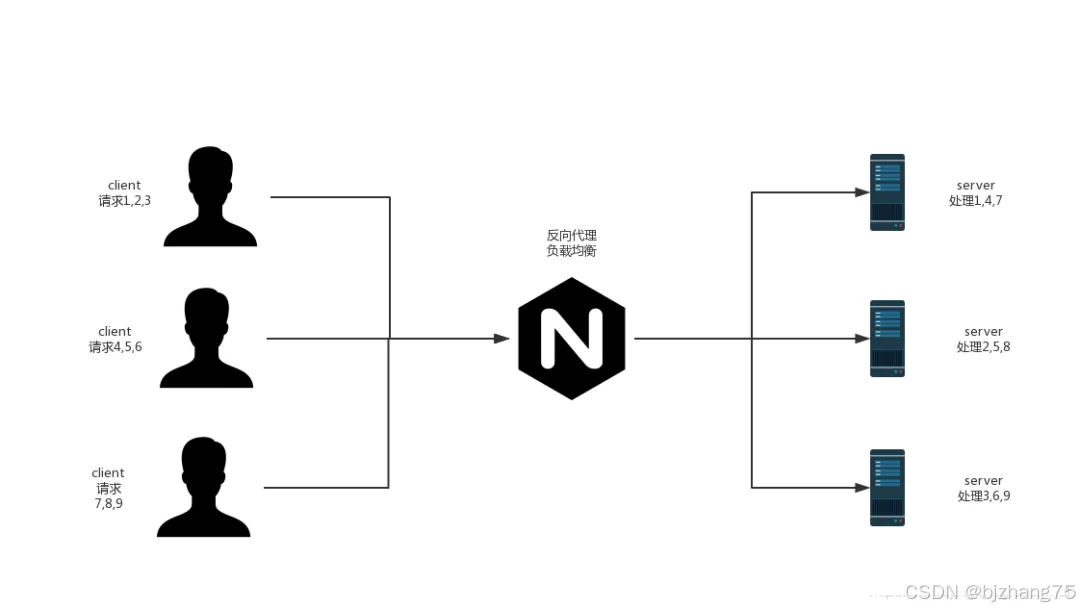 client
请求1,2,3
client
请求4,5,6
client
请求
7,8,9
反向代理
负载均衡
N
server
处理1,4,7
server
处理2,5,8
server
处理3,6,9
CSDN @bjzhang75